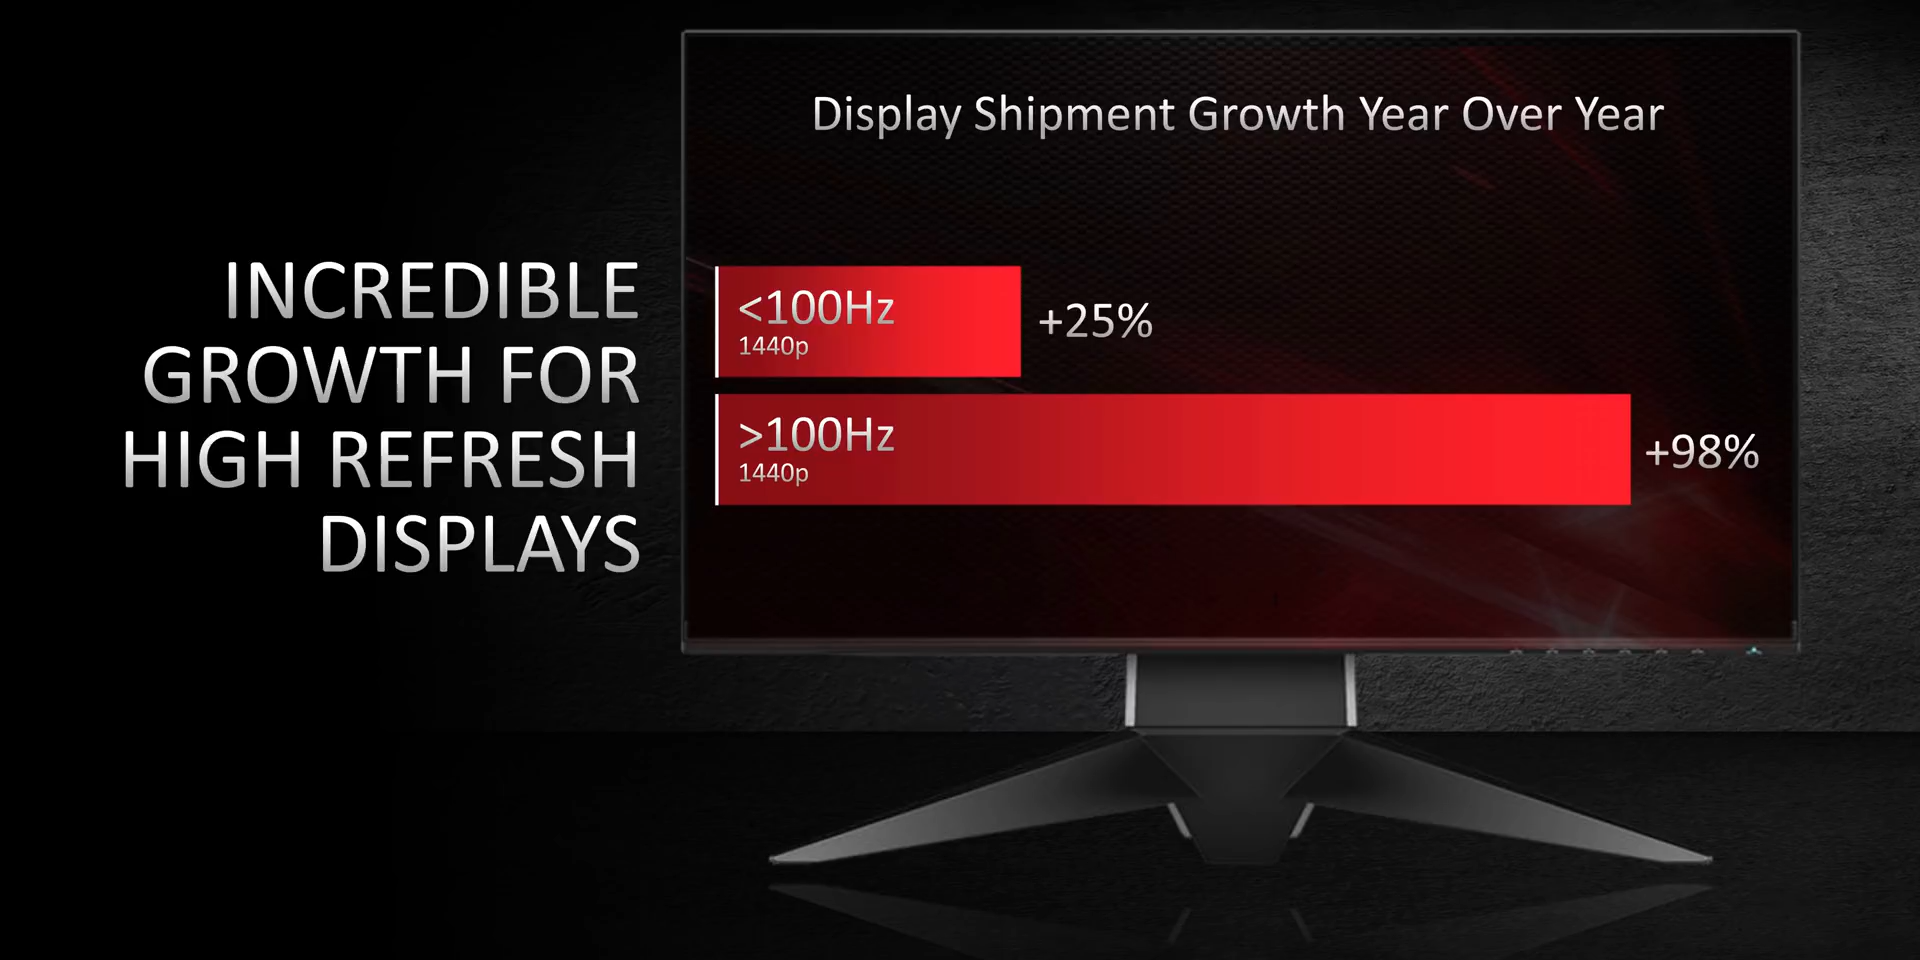 INCREDIBLE
GROWTH FOR
HIGH REFRESH
DISPLAYS
Display Shipment Growth Year Over Year
<100Hz
1440p
+25%
>100Hz
1440p
+98%